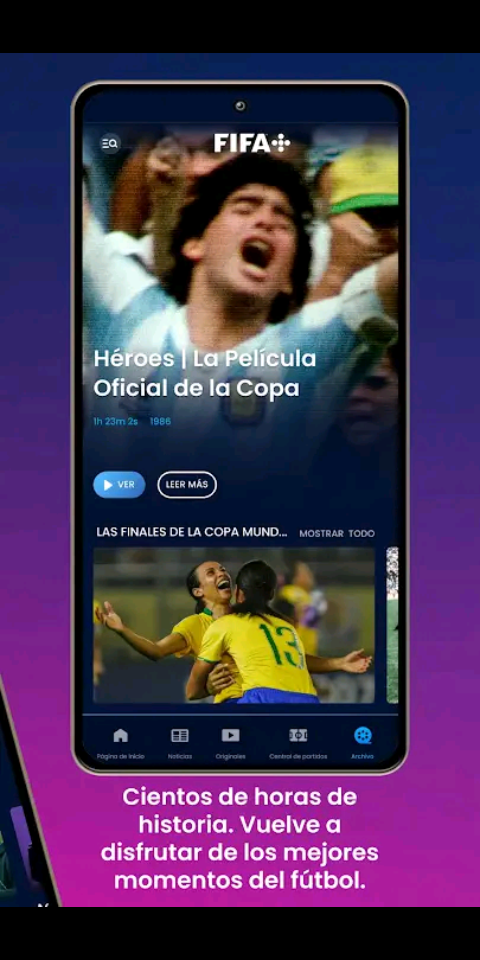 FIFA+
Héroes | La Película
Oficial de la Copa
1h 23m 2s 1986
VER LEER MÁS
LAS FINALES DE LA COPA MUND... MOSTRAR TODO
13
Página de inicio Noticias Originales Central de partidos Archivo
Cientos de horas de
historia. Vuelve a
disfrutar de los mejores
momentos del fútbol.